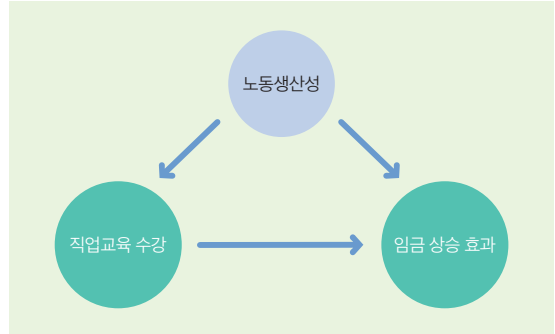 노동생산성
직업교육 수강
임금 상승 효과